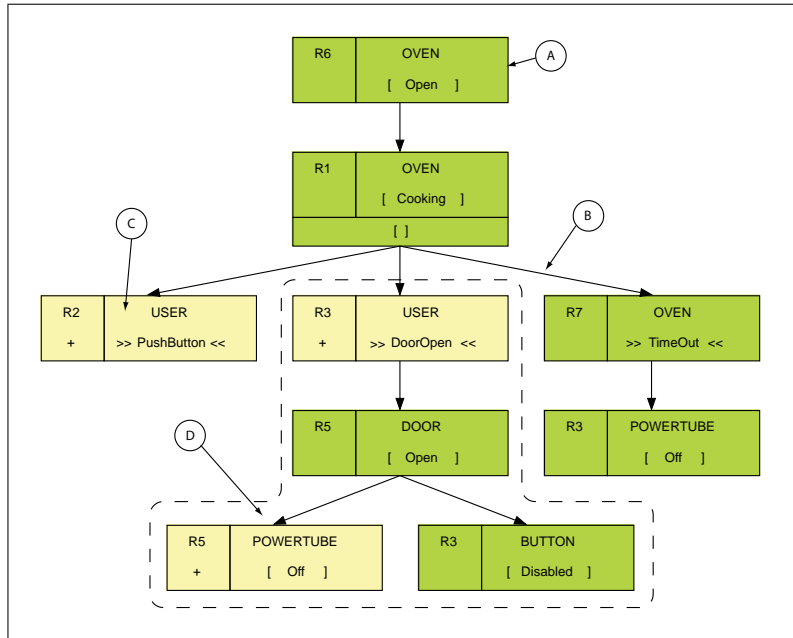 R6 OVEN
[ Open ]
A
R1 OVEN
[ Cooking ]
[ ]
C
B
R2 USER
+ >> PushButton <<
R3 USER
+ >> DoorOpen <<
R7 OVEN
>> TimeOut <<
D
R5 DOOR
[ Open ]
R3 POWERTUBE
[ Off ]
R5 POWERTUBE
+ [ Off ]
R3 BUTTON
[ Disabled ]